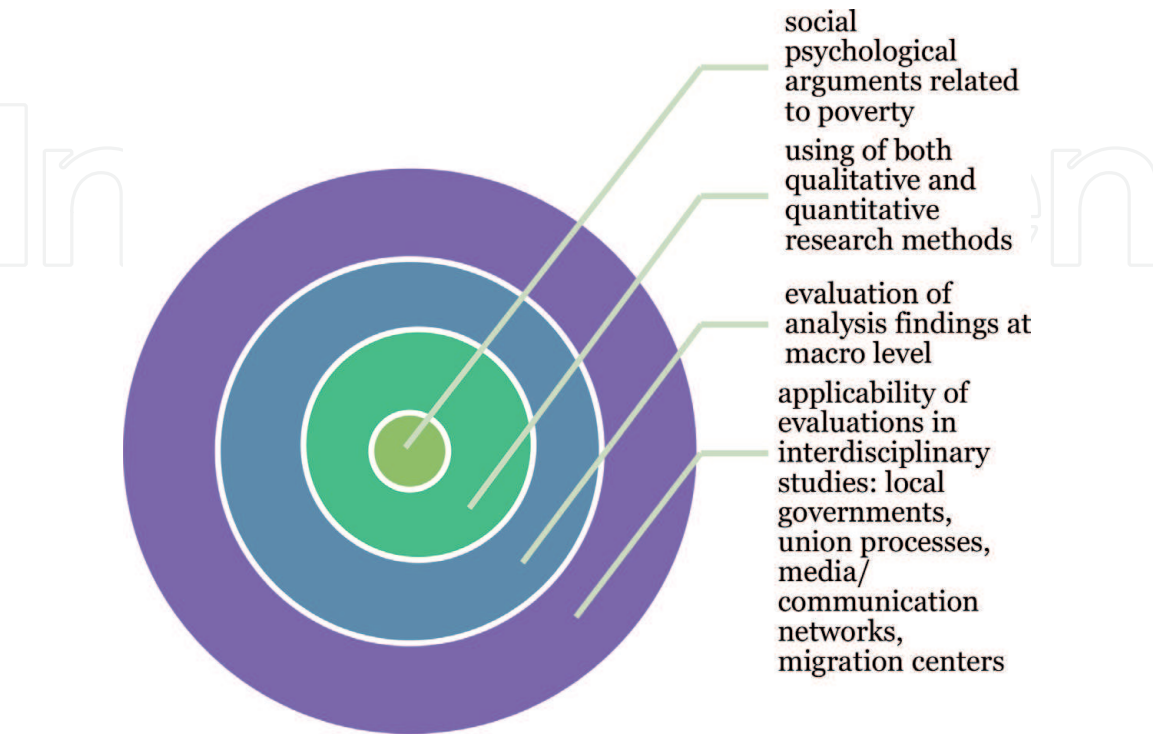 social
psychological
arguments related
to poverty
using of both
qualitative and
quantitative
research methods
evaluation of
analysis findings at
macro level
applicability of
evaluations in
interdisciplinary
studies: local
governments,
union processes,
media/
communication
networks,
migration centers